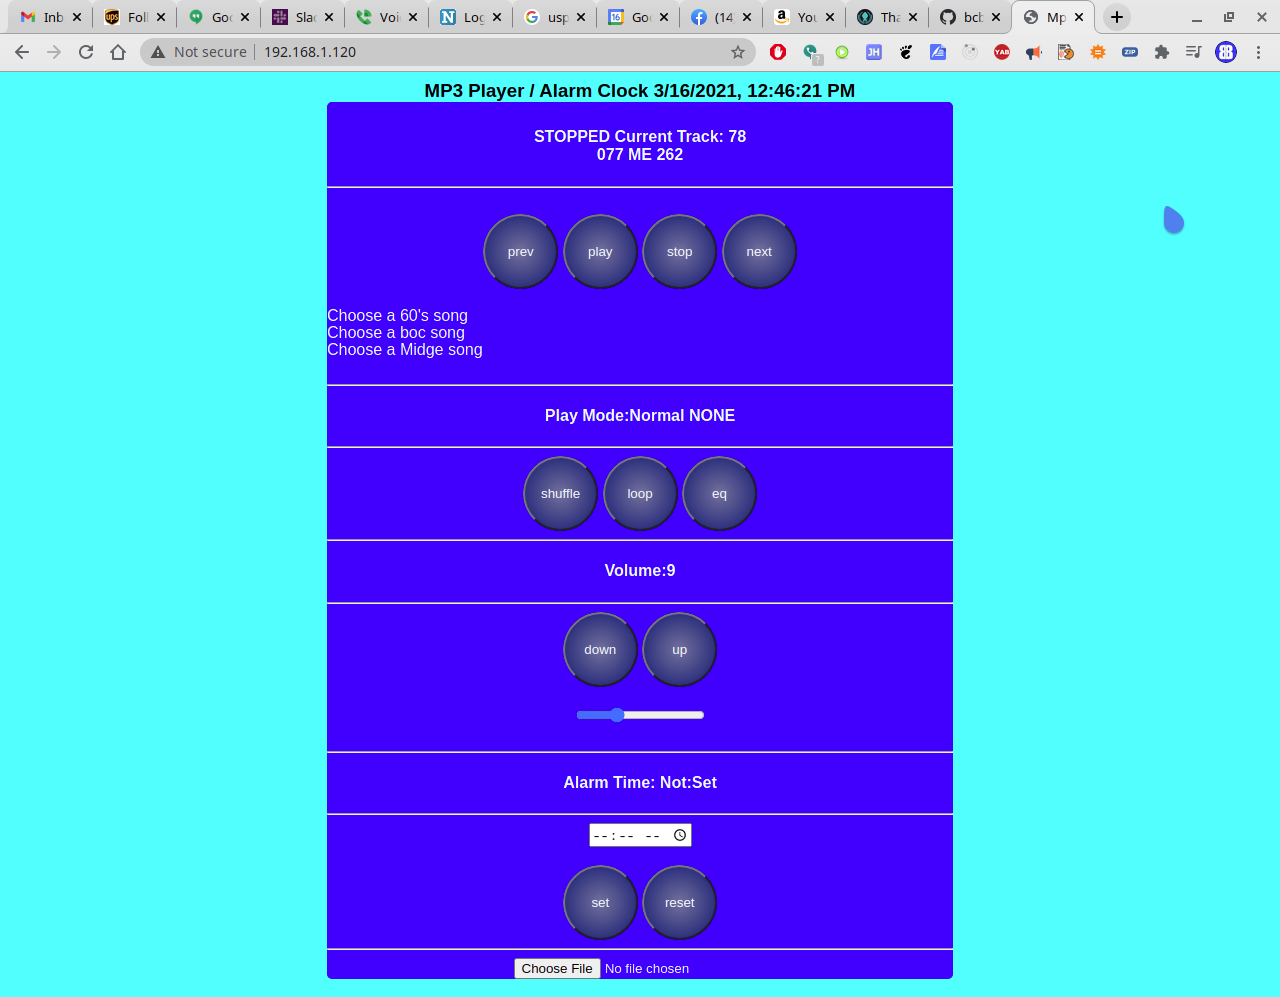 Inb
Foll
Goo
Slac
Voi
Log
usp
Goo
(14
You
Tha
bcb
Mp
Not secure
192.168.1.120
MP3 Player / Alarm Clock 3/16/2021, 12:46:21 PM
STOPPED Current Track: 78
077 ME 262
prev play stop next
Choose a 60's song
Choose a boc song
Choose a Midge song
Play Mode:Normal NONE
shuffle loop eq
Volume:9
down up
Alarm Time: Not:Set
--:-- --
set reset
Choose File No file chosen